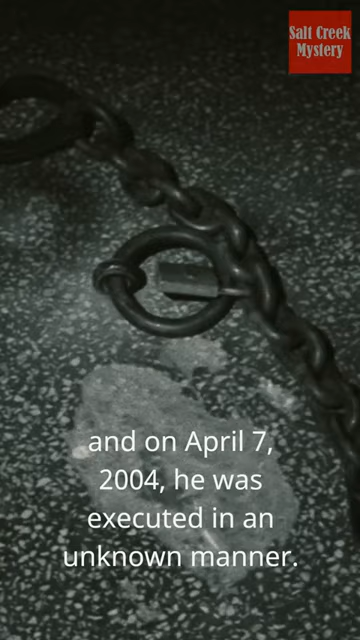 Salt Creek
Mystery
and on April 7,
2004, he was
executed in an
unknown manner.